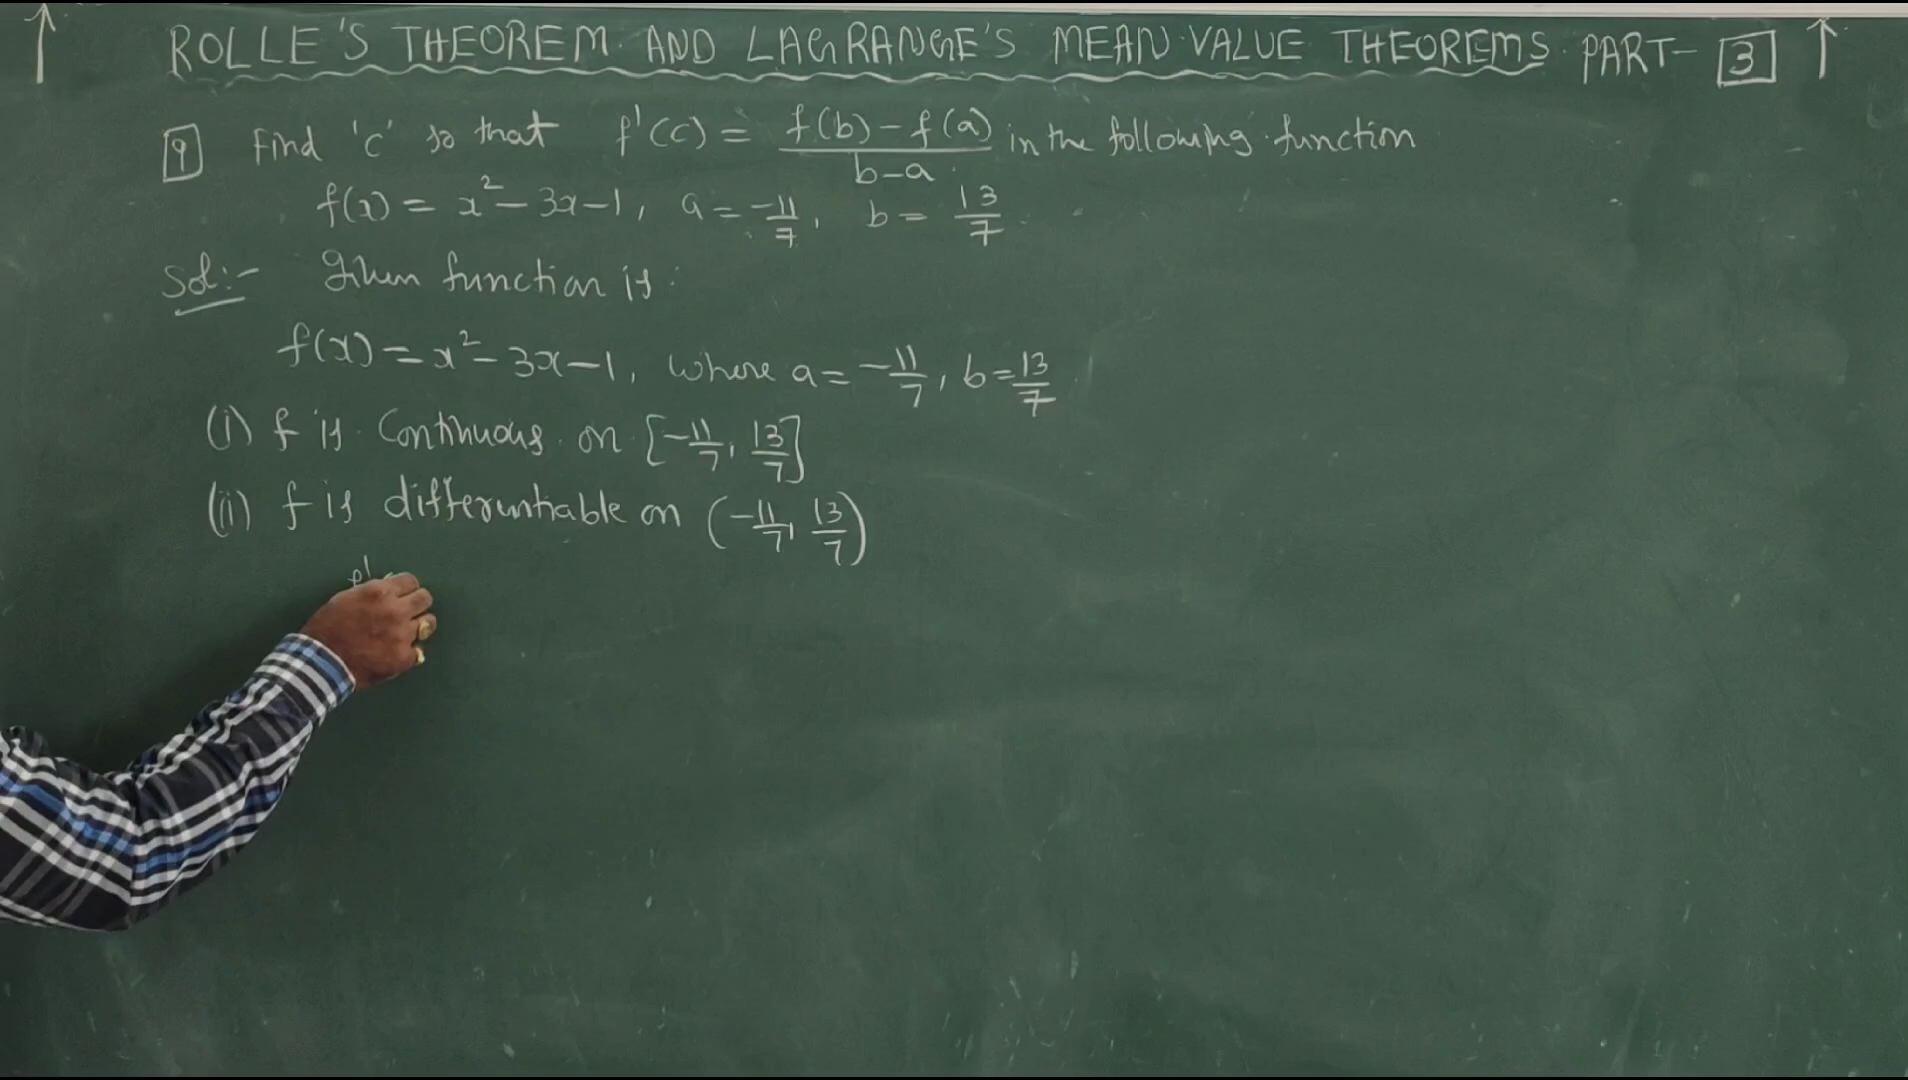 ROLLE'S THEOREM AND LAGRANGE'S MEAN VALUE THEOREMS PART- 3
9 Find 'c' so that f'(c) = f(b)-f(a) / b-a in the following function
f(x) = x² - 3x - 1, a = -11/7, b = 13/7
Sol:- Given function is:
f(x) = x² - 3x - 1, where a = -11/7, b = 13/7
(i) f is continuous on [-11/7, 13/7]
(ii) f is differentiable on (-11/7, 13/7)
f'